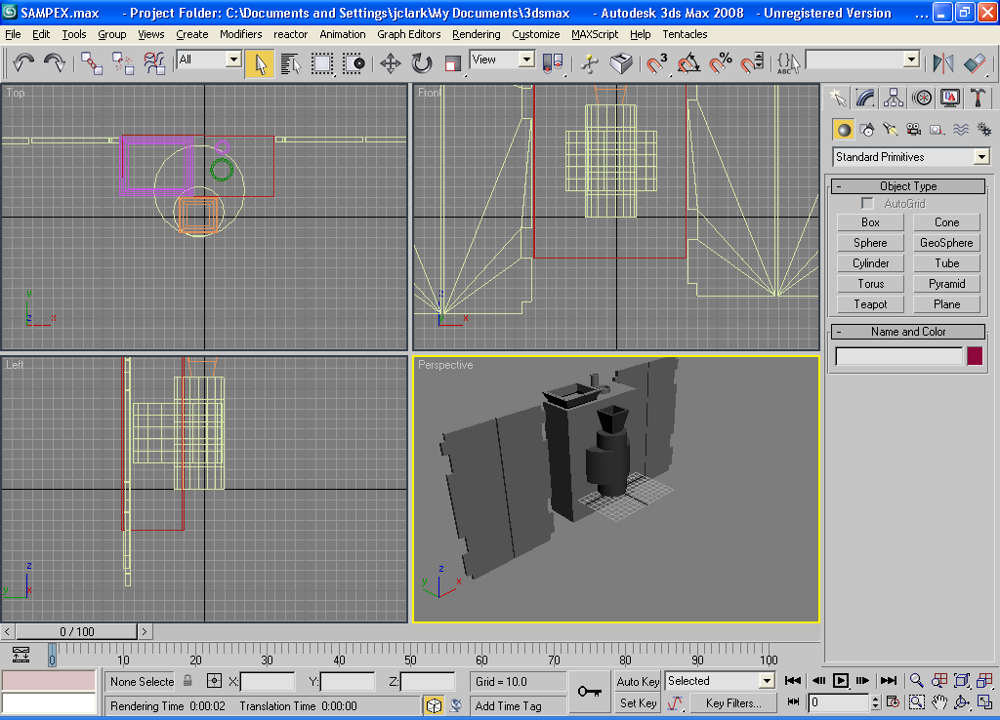 SAMPEX.max - Project Folder: C:\Documents and Settings\jclark\My Documents\3dsmax - Autodesk 3ds Max 2008 - Unregistered Version ...
File Edit Tools Group Views Create Modifiers reactor Animation Graph Editors Rendering Customize MAXScript Help Tentacles
All View 3 % ABC
Top
Front
Standard Primitives
- Object Type
AutoGrid
Box Cone
Sphere GeoSphere
Cylinder Tube
Torus Pyramid
Teapot Plane
- Name and Color
y
z x
z
y x
Left
Perspective
z
y x
z
y x
< 0 / 100 >
0 10 20 30 40 50 60 70 80 90 100
None Selecte X: Y: Z: Grid = 10.0 Auto Key Selected
Rendering Time 0:00:02 Translation Time 0:00:00 Add Time Tag Set Key Key Filters... 0